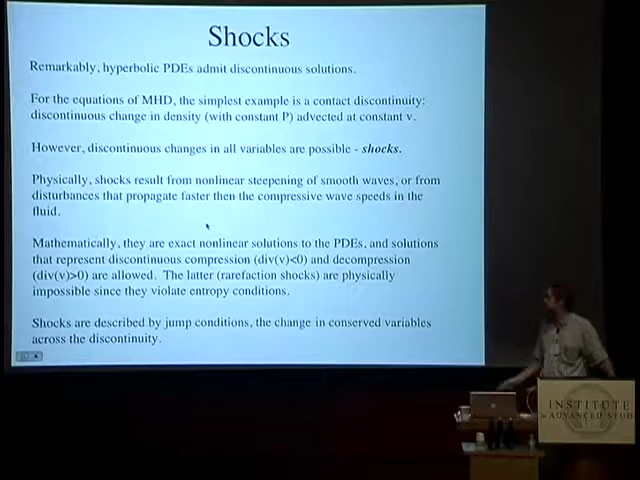 Shocks
Remarkably, hyperbolic PDEs admit discontinuous solutions.
For the equations of MHD, the simplest example is a contact discontinuity:
discontinuous change in density (with constant P) advected at constant v.
However, discontinuous changes in all variables are possible - shocks.
Physically, shocks result from nonlinear steepening of smooth waves, or from
disturbances that propagate faster then the compressive wave speeds in the
fluid.
Mathematically, they are exact nonlinear solutions to the PDEs, and solutions
that represent discontinuous compression (div(v)<0) and decompression
(div(v)>0) are allowed. The latter (rarefaction shocks) are physically
impossible since they violate entropy conditions.
Shocks are described by jump conditions, the change in conserved variables
across the discontinuity.
INSTITUTE
ADVANCED STUD